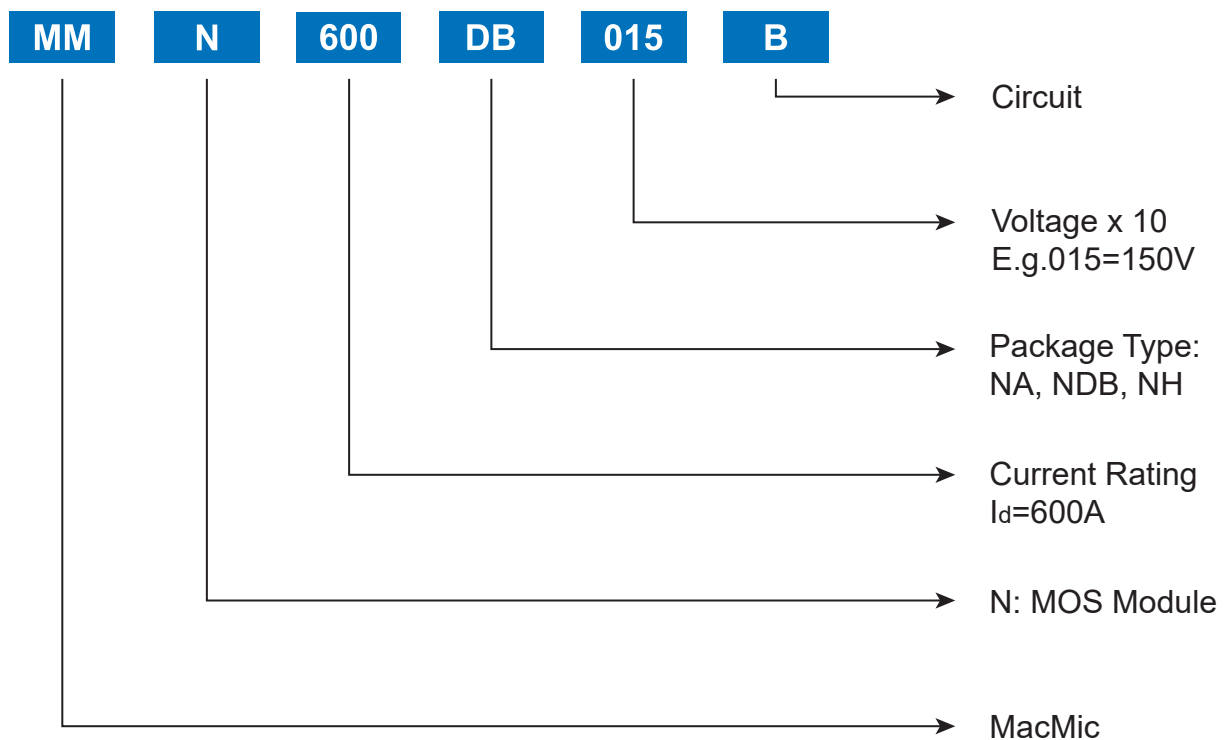 MM N 600 DB 015 B
Circuit
Voltage x 10
E.g.015=150V
Package Type:
NA, NDB, NH
Current Rating
Id=600A
N: MOS Module
MacMic